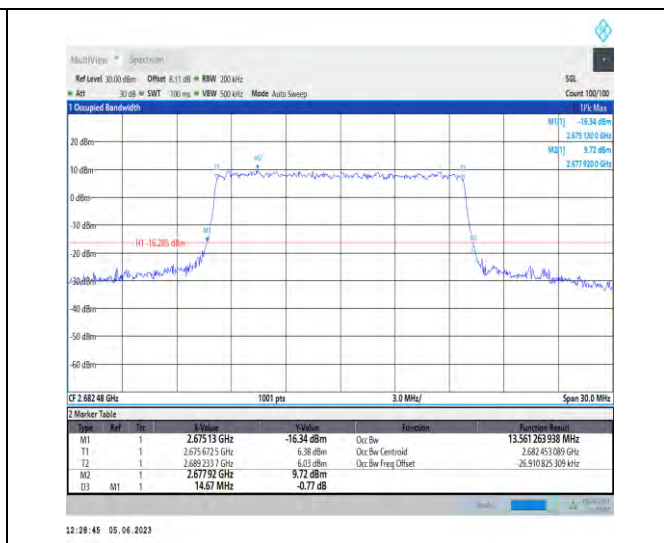 MultiView Spectrum
Ref Level 30.00 dBm Offset 8.11 dB RBW 200 kHz SGL
Att 30 dB SWT 100 ms VBW 500 kHz Mode Auto Sweep Count 100/100
1 Occupied Bandwidth 1Pk Max
M1[1] -16.34 dBm
2.675 130 0 GHz
M2[1] 9.72 dBm
2.677 920 0 GHz
20 dBm
10 dBm
T1 M2 T2
0 dBm
-10 dBm
M1
H1 -16.285 dBm
-20 dBm
-30 dBm
-40 dBm
-50 dBm
-60 dBm
CF 2.682 48 GHz 1001 pts 3.0 MHz/ Span 30.0 MHz
2 Marker Table
Type Ref Trc X-Value Y-Value Function Function Result
M1 1 2.675 13 GHz -16.34 dBm Occ Bw 13.561 263 938 MHz
T1 1 2.675 672 5 GHz 6.38 dBm Occ Bw Centroid 2.682 453 089 GHz
T2 1 2.689 233 7 GHz 6.03 dBm Occ Bw Freq Offset -26.910 825 309 kHz
M2 1 2.677 92 GHz 9.72 dBm
D3 M1 1 14.67 MHz -0.77 dB
12:28:45 05.06.2023